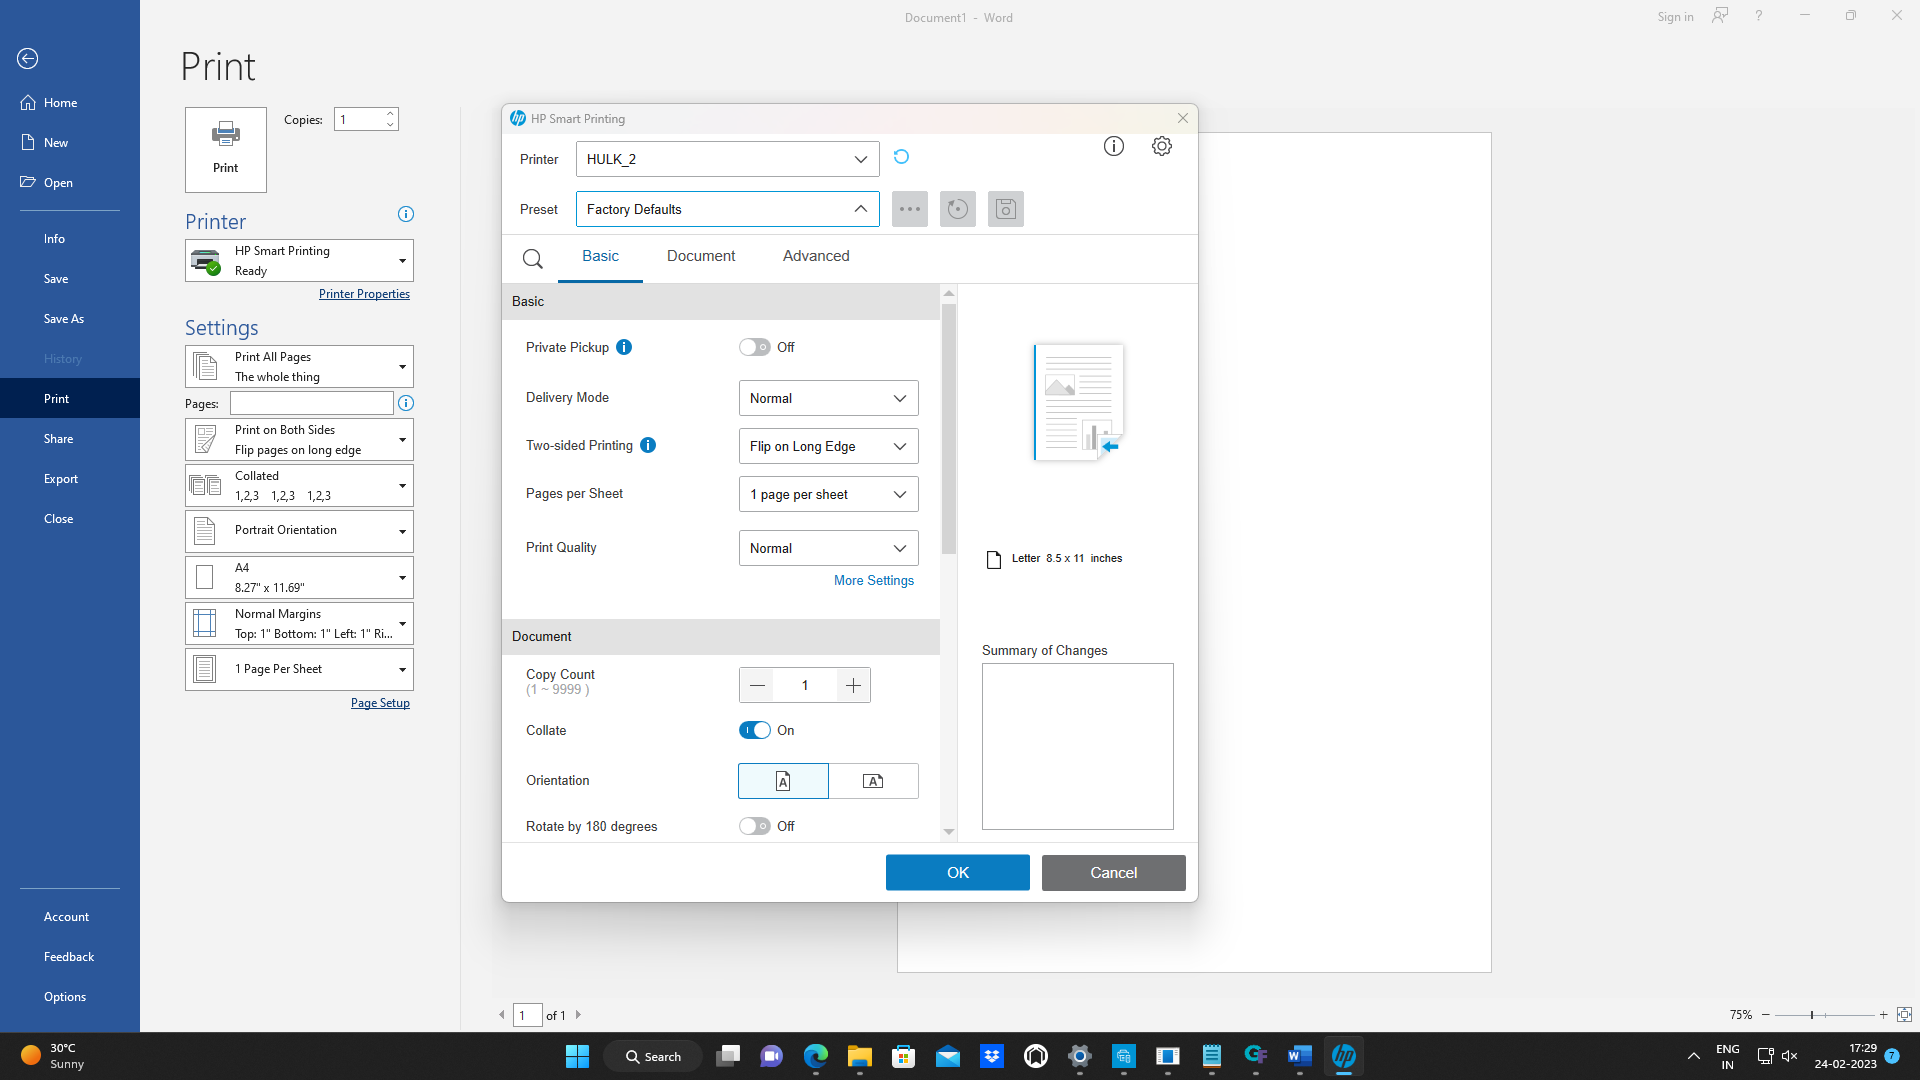 Document1 - Word
Sign in
?
Home
New
Open
Info
Save
Save As
History
Print
Share
Export
Close
Account
Feedback
Options
Print
Print
Copies: 1
Printer
HP Smart Printing
Ready
Printer Properties
Settings
Print All Pages
The whole thing
Pages:
Print on Both Sides
Flip pages on long edge
Collated
1,2,3 1,2,3 1,2,3
Portrait Orientation
A4
8.27" x 11.69"
Normal Margins
Top: 1" Bottom: 1" Left: 1" Ri...
1 Page Per Sheet
Page Setup
hp HP Smart Printing
Printer HULK_2
Preset Factory Defaults
Basic Document Advanced
Basic
Private Pickup Off
Delivery Mode Normal
Two-sided Printing Flip on Long Edge
Pages per Sheet 1 page per sheet
Print Quality Normal
More Settings
Document
Copy Count 1
(1 ~ 9999 )
Collate On
Orientation A A
Rotate by 180 degrees Off
Letter 8.5 x 11 inches
Summary of Changes
OK Cancel
1 of 1
75%
30°C
Sunny
Search
ENG
IN
17:29
24-02-2023
7